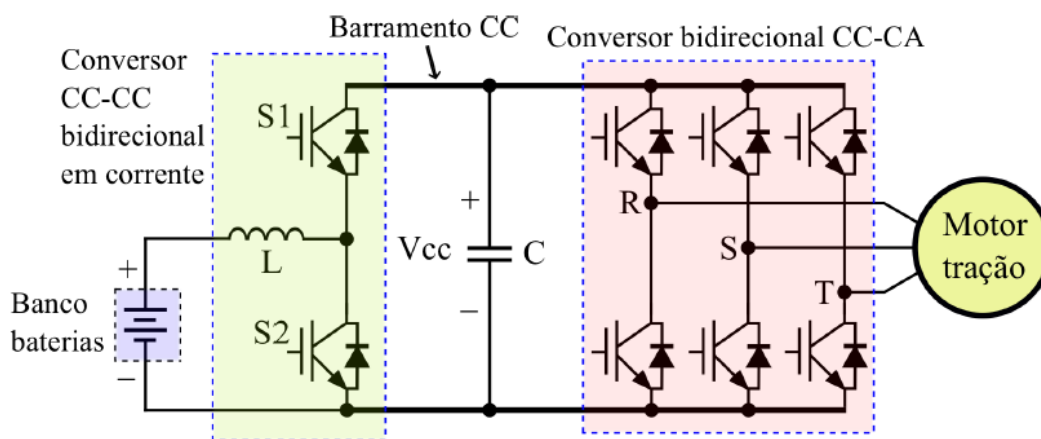 Barramento CC
Conversor bidirecional CC-CA
Conversor
CC-CC
bidirecional
em corrente
S1
+
R
Motor
tração
L
Vcc
C
S
+
Banco
baterias
S2
−
T
−